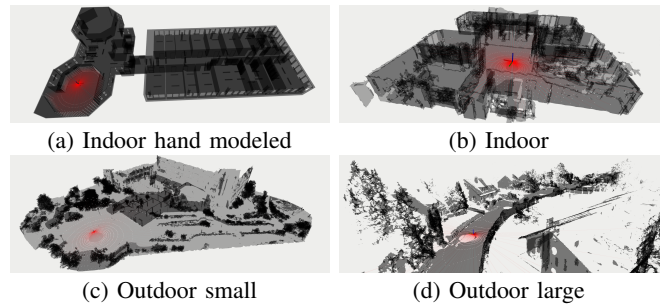 (a) Indoor hand modeled
(b) Indoor
(c) Outdoor small
(d) Outdoor large